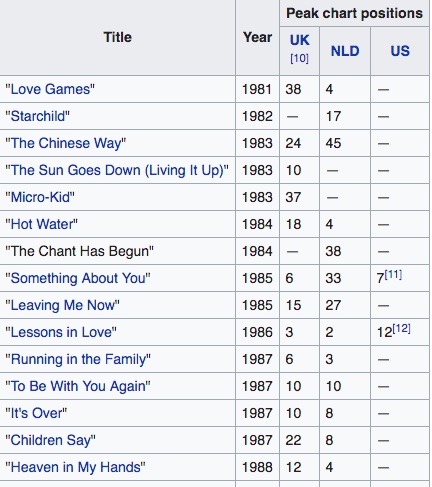 Title Year Peak chart positions
UK NLD US
[10]
"Love Games" 1981 38 4 —
"Starchild" 1982 — 17 —
"The Chinese Way" 1983 24 45 —
"The Sun Goes Down (Living It Up)" 1983 10 — —
"Micro-Kid" 1983 37 — —
"Hot Water" 1984 18 4 —
"The Chant Has Begun" 1984 — 38 —
"Something About You" 1985 6 33 7[11]
"Leaving Me Now" 1985 15 27 —
"Lessons in Love" 1986 3 2 12[12]
"Running in the Family" 1987 6 3 —
"To Be With You Again" 1987 10 10 —
"It's Over" 1987 10 8 —
"Children Say" 1987 22 8 —
"Heaven in My Hands" 1988 12 4 —